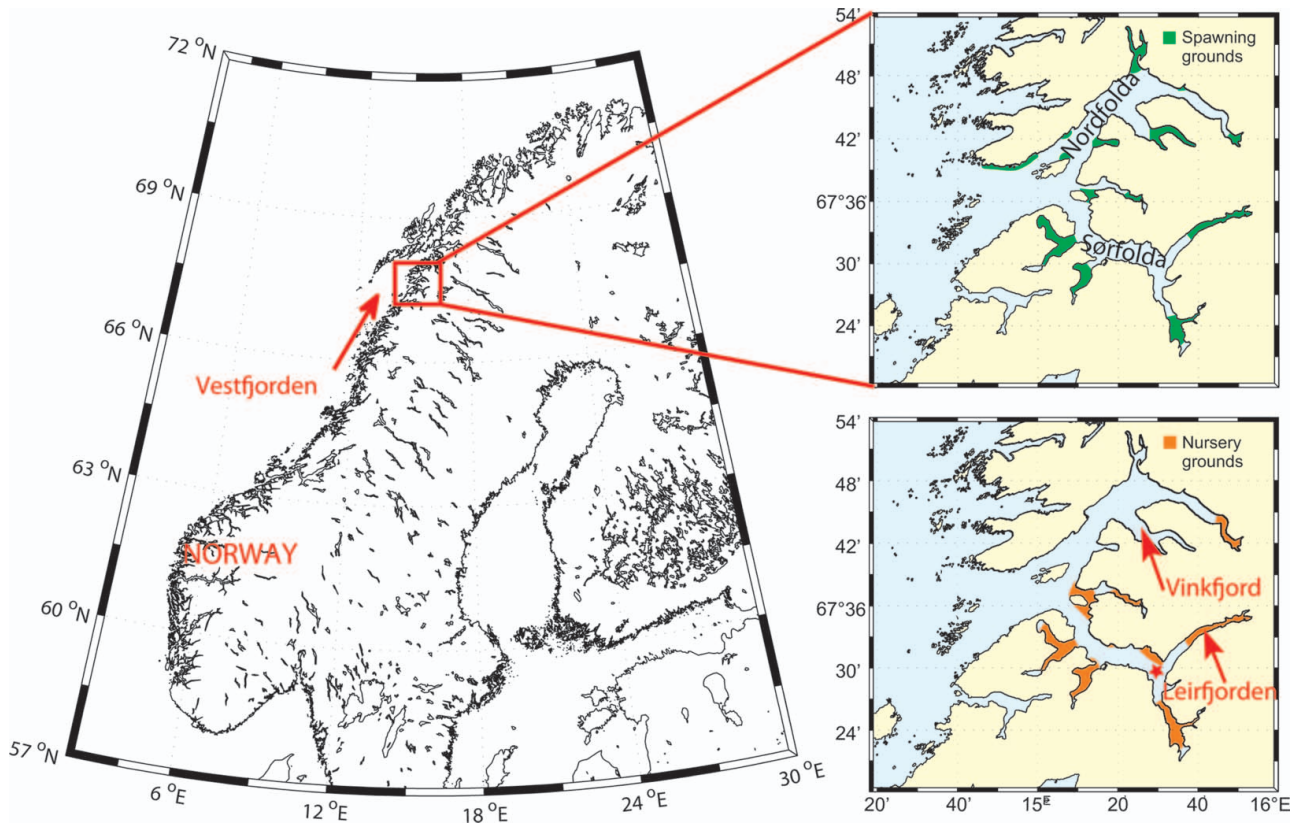 72 °N
69 °N
66 °N
63 °N
60 °N
57 °N
6 °E
12 °E
18 °E
24 °E
30 °E
Vestfjorden
NORWAY
54'
48'
42'
67°36
30'
24'
Spawning
grounds
Nordfolda
Sørfolda
54'
48'
42'
67°36
30'
24'
Nursery
grounds
Vinkfjord
Leirfjorden
20'
40'
15E
20
40'
16°E